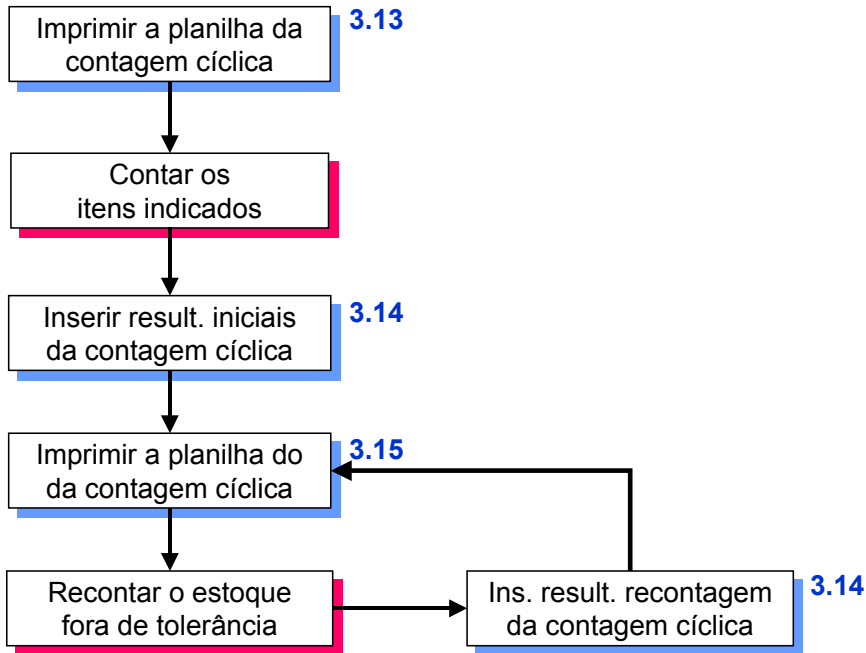 Imprimir a planilha da
contagem cíclica
3.13
Contar os
itens indicados
Inserir result. iniciais
da contagem cíclica
3.14
Imprimir a planilha do
da contagem cíclica
3.15
Recontar o estoque
fora de tolerância
Ins. result. recontagem
da contagem cíclica
3.14